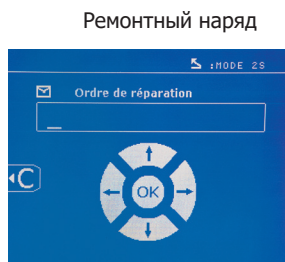 Ремонтный наряд
:MODE 2S
Ordre de réparation
C
OK